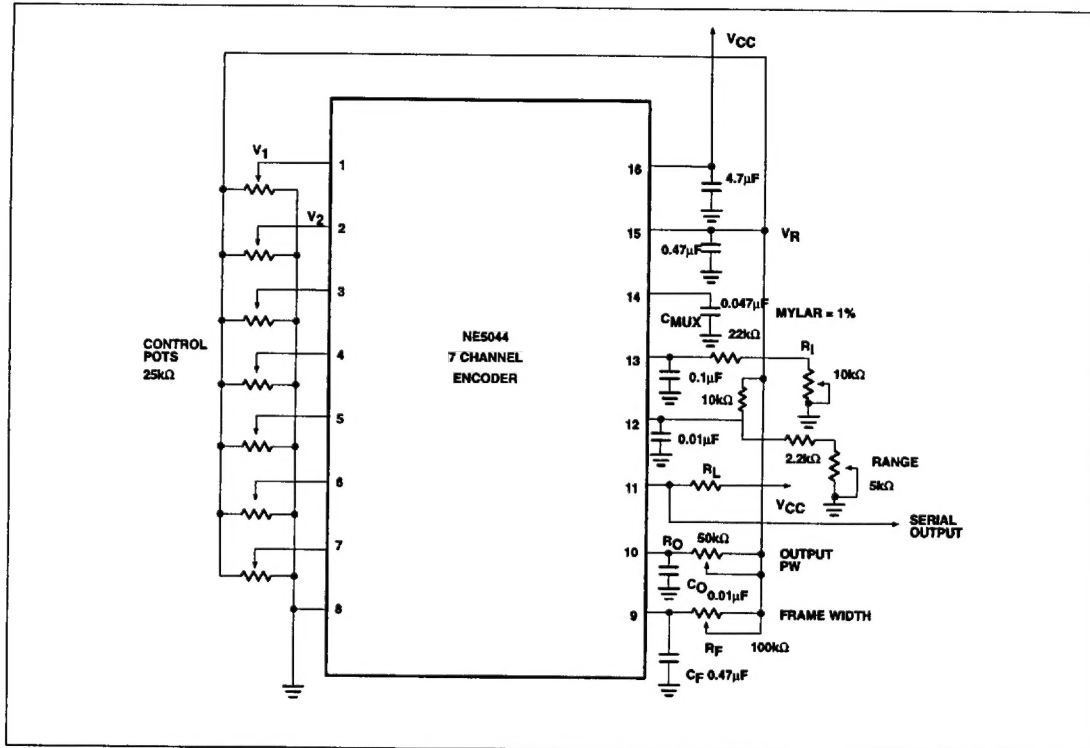 VCC
V1
1
V2
2
3
4
5
6
7
8
CONTROL
POTS
25kΩ
NE5044
7 CHANNEL
ENCODER
16
4.7μF
15
VR
0.47μF
14
0.047μF
CMUX
MYLAR = 1%
22kΩ
13
RI
0.1μF
10kΩ
10kΩ
12
0.01μF
2.2kΩ
RANGE
5kΩ
11
RL
VCC
SERIAL
OUTPUT
10
RO
50kΩ
OUTPUT
PW
CO 0.01μF
9
FRAME WIDTH
RF
100kΩ
CF 0.47μF